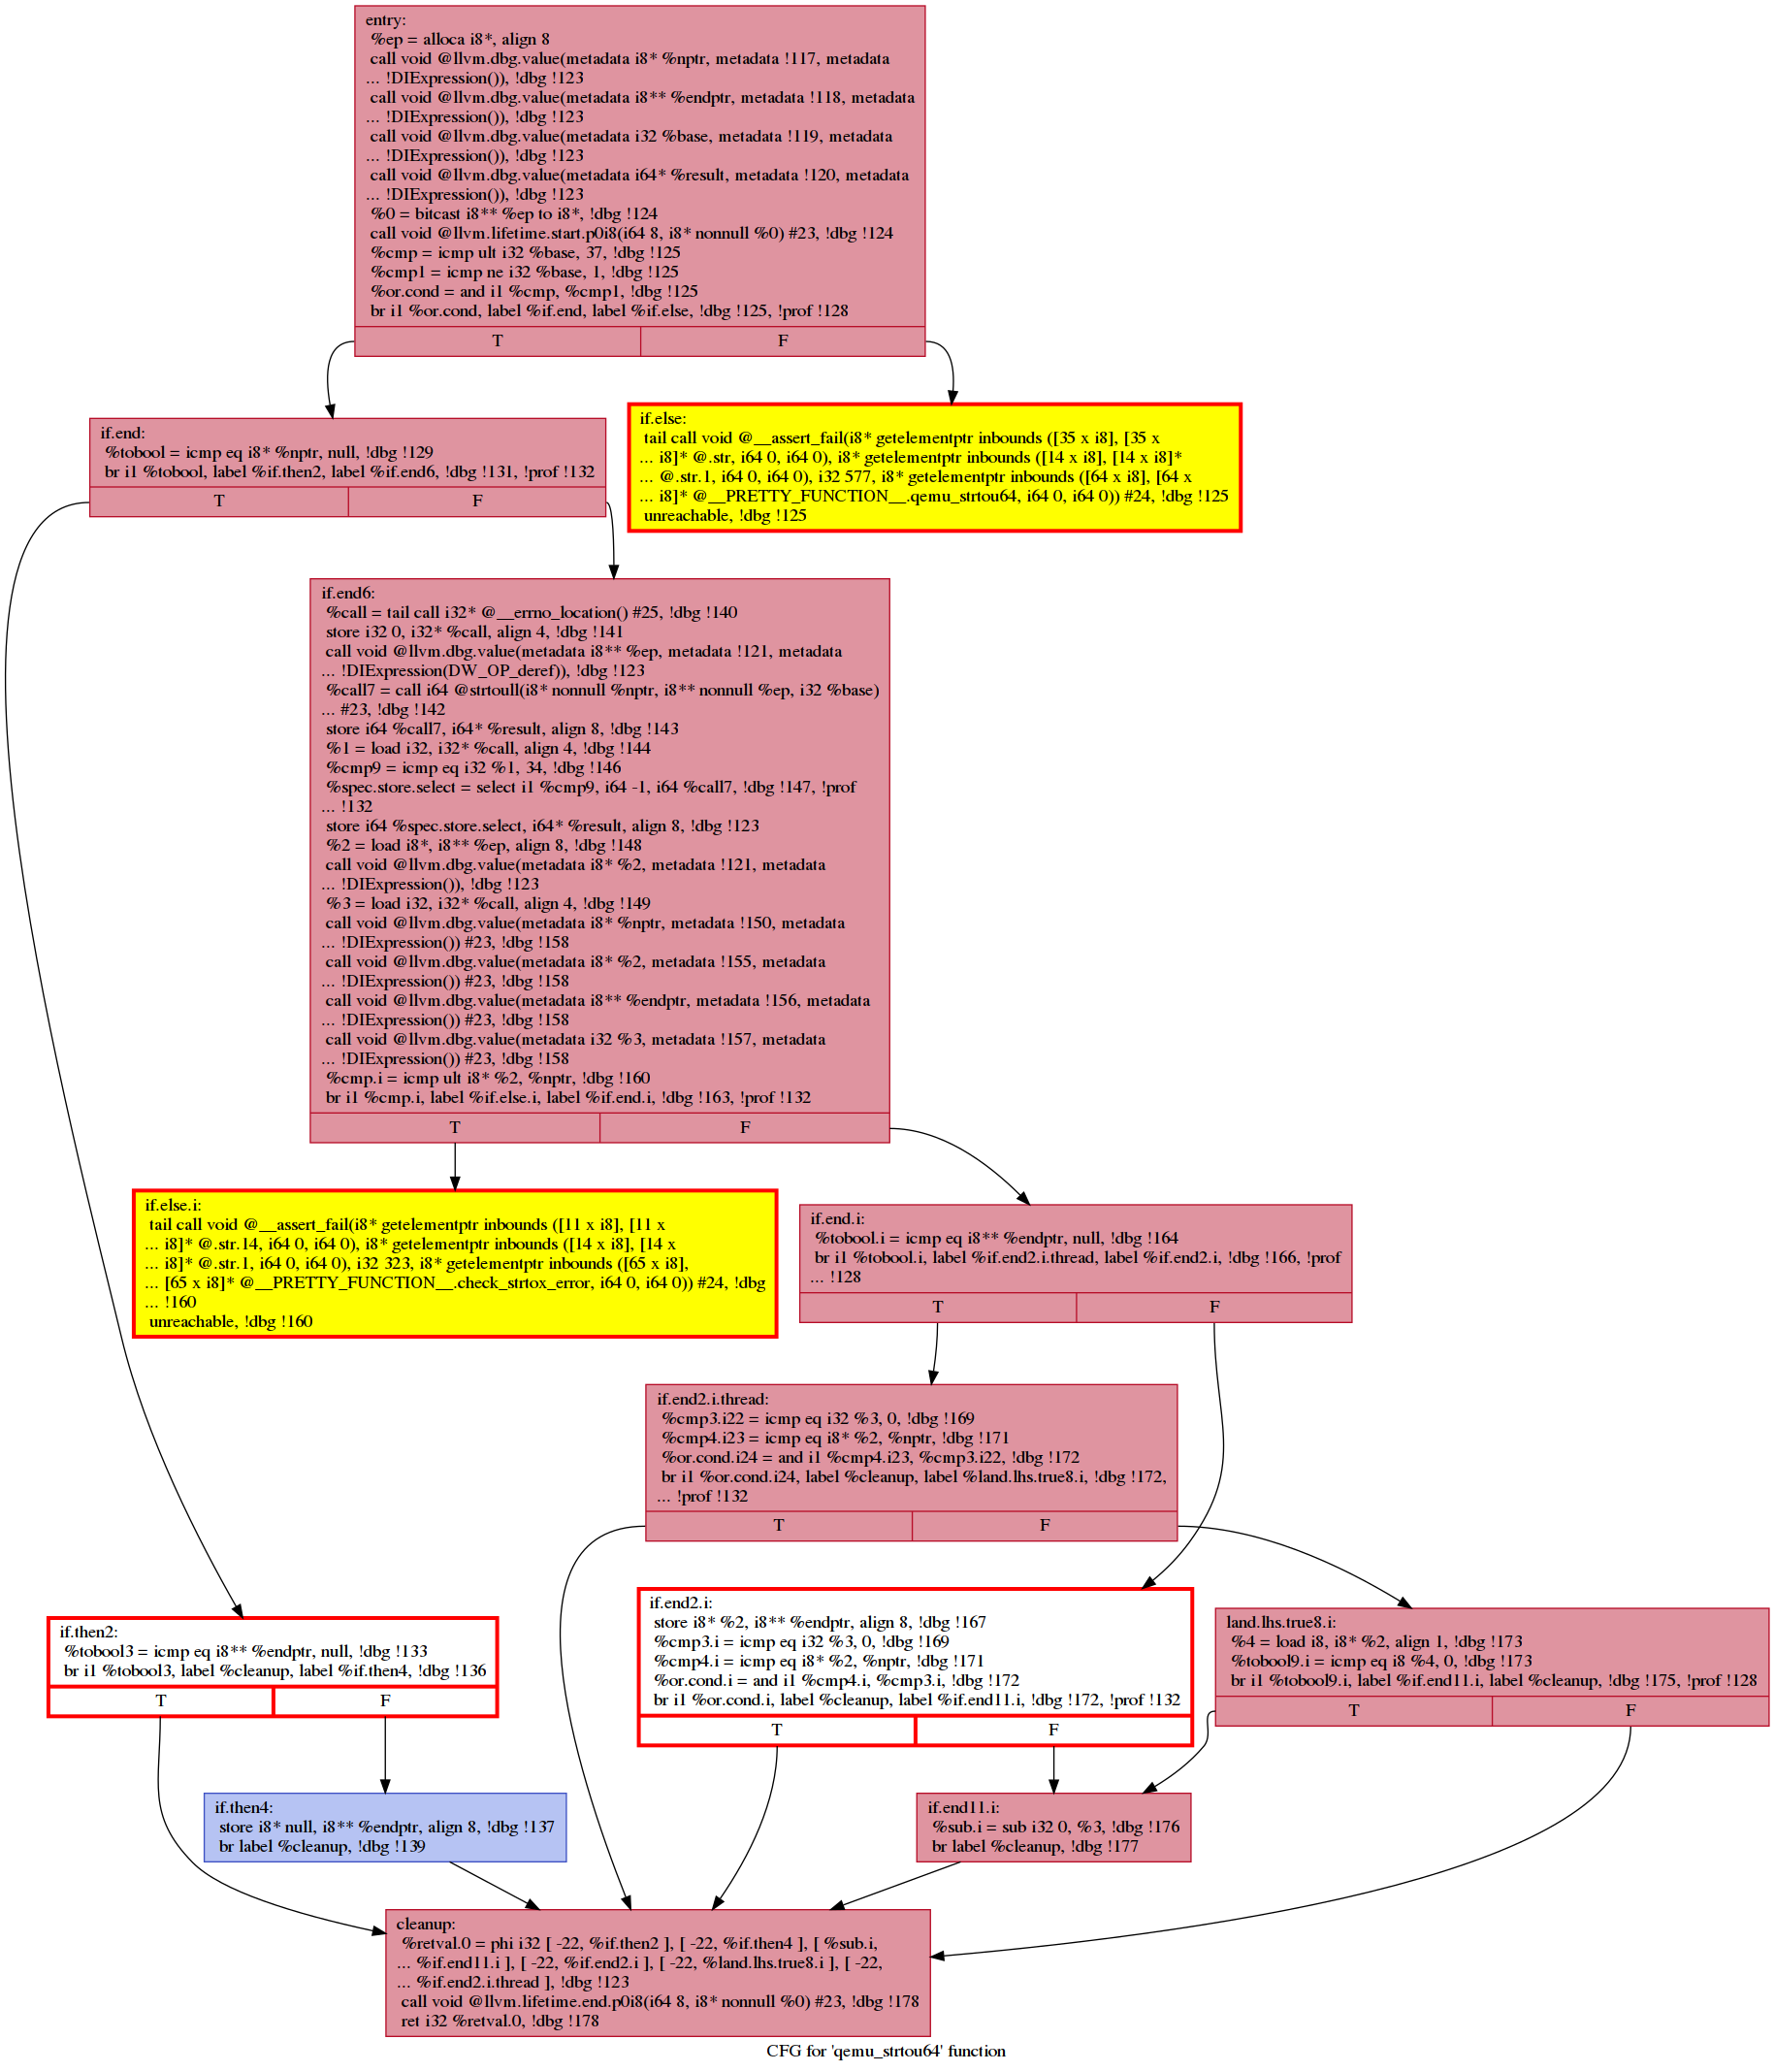 entry:
%ep = alloca i8*, align 8
call void @llvm.dbg.value(metadata i8* %nptr, metadata !117, metadata
... !DIExpression()), !dbg !123
call void @llvm.dbg.value(metadata i8** %endptr, metadata !118, metadata
... !DIExpression()), !dbg !123
call void @llvm.dbg.value(metadata i32 %base, metadata !119, metadata
... !DIExpression()), !dbg !123
call void @llvm.dbg.value(metadata i64* %result, metadata !120, metadata
... !DIExpression()), !dbg !123
%0 = bitcast i8** %ep to i8*, !dbg !124
call void @llvm.lifetime.start.p0i8(i64 8, i8* nonnull %0) #23, !dbg !124
%cmp = icmp ult i32 %base, 37, !dbg !125
%cmp1 = icmp ne i32 %base, 1, !dbg !125
%or.cond = and i1 %cmp, %cmp1, !dbg !125
br i1 %or.cond, label %if.end, label %if.else, !dbg !125, !prof !128
T F
if.end:
%tobool = icmp eq i8* %nptr, null, !dbg !129
br i1 %tobool, label %if.then2, label %if.end6, !dbg !131, !prof !132
T F
if.else:
tail call void @__assert_fail(i8* getelementptr inbounds ([35 x i8], [35 x
... i8]* @.str, i64 0, i64 0), i8* getelementptr inbounds ([14 x i8], [14 x i8]*
... @.str.1, i64 0, i64 0), i32 577, i8* getelementptr inbounds ([64 x i8], [64 x
... i8]* @__PRETTY_FUNCTION__.qemu_strtou64, i64 0, i64 0)) #24, !dbg !125
unreachable, !dbg !125
if.end6:
%call = tail call i32* @__errno_location() #25, !dbg !140
store i32 0, i32* %call, align 4, !dbg !141
call void @llvm.dbg.value(metadata i8** %ep, metadata !121, metadata
... !DIExpression(DW_OP_deref)), !dbg !123
%call7 = call i64 @strtoull(i8* nonnull %nptr, i8** nonnull %ep, i32 %base)
... #23, !dbg !142
store i64 %call7, i64* %result, align 8, !dbg !143
%1 = load i32, i32* %call, align 4, !dbg !144
%cmp9 = icmp eq i32 %1, 34, !dbg !146
%spec.store.select = select i1 %cmp9, i64 -1, i64 %call7, !dbg !147, !prof
... !132
store i64 %spec.store.select, i64* %result, align 8, !dbg !123
%2 = load i8*, i8** %ep, align 8, !dbg !148
call void @llvm.dbg.value(metadata i8* %2, metadata !121, metadata
... !DIExpression()), !dbg !123
%3 = load i32, i32* %call, align 4, !dbg !149
call void @llvm.dbg.value(metadata i8* %nptr, metadata !150, metadata
... !DIExpression()) #23, !dbg !158
call void @llvm.dbg.value(metadata i8* %2, metadata !155, metadata
... !DIExpression()) #23, !dbg !158
call void @llvm.dbg.value(metadata i8** %endptr, metadata !156, metadata
... !DIExpression()) #23, !dbg !158
call void @llvm.dbg.value(metadata i32 %3, metadata !157, metadata
... !DIExpression()) #23, !dbg !158
%cmp.i = icmp ult i8* %2, %nptr, !dbg !160
br i1 %cmp.i, label %if.else.i, label %if.end.i, !dbg !163, !prof !132
T F
if.else.i:
tail call void @__assert_fail(i8* getelementptr inbounds ([11 x i8], [11 x
... i8]* @.str.14, i64 0, i64 0), i8* getelementptr inbounds ([14 x i8], [14 x
... i8]* @.str.1, i64 0, i64 0), i32 323, i8* getelementptr inbounds ([65 x i8],
... [65 x i8]* @__PRETTY_FUNCTION__.check_strtox_error, i64 0, i64 0)) #24, !dbg
... !160
unreachable, !dbg !160
if.end.i:
%tobool.i = icmp eq i8** %endptr, null, !dbg !164
br i1 %tobool.i, label %if.end2.i.thread, label %if.end2.i, !dbg !166, !prof
... !128
T F
if.end2.i.thread:
%cmp3.i22 = icmp eq i32 %3, 0, !dbg !169
%cmp4.i23 = icmp eq i8* %2, %nptr, !dbg !171
%or.cond.i24 = and i1 %cmp4.i23, %cmp3.i22, !dbg !172
br i1 %or.cond.i24, label %cleanup, label %land.lhs.true8.i, !dbg !172,
... !prof !132
T F
if.then2:
%tobool3 = icmp eq i8** %endptr, null, !dbg !133
br i1 %tobool3, label %cleanup, label %if.then4, !dbg !136
T F
if.end2.i:
store i8* %2, i8** %endptr, align 8, !dbg !167
%cmp3.i = icmp eq i32 %3, 0, !dbg !169
%cmp4.i = icmp eq i8* %2, %nptr, !dbg !171
%or.cond.i = and i1 %cmp4.i, %cmp3.i, !dbg !172
br i1 %or.cond.i, label %cleanup, label %if.end11.i, !dbg !172, !prof !132
T F
land.lhs.true8.i:
%4 = load i8, i8* %2, align 1, !dbg !173
%tobool9.i = icmp eq i8 %4, 0, !dbg !173
br i1 %tobool9.i, label %if.end11.i, label %cleanup, !dbg !175, !prof !128
T F
if.then4:
store i8* null, i8** %endptr, align 8, !dbg !137
br label %cleanup, !dbg !139
if.end11.i:
%sub.i = sub i32 0, %3, !dbg !176
br label %cleanup, !dbg !177
cleanup:
%retval.0 = phi i32 [ -22, %if.then2 ], [ -22, %if.then4 ], [ %sub.i,
... %if.end11.i ], [ -22, %if.end2.i ], [ -22, %land.lhs.true8.i ], [ -22,
... %if.end2.i.thread ], !dbg !123
call void @llvm.lifetime.end.p0i8(i64 8, i8* nonnull %0) #23, !dbg !178
ret i32 %retval.0, !dbg !178
CFG for 'qemu_strtou64' function